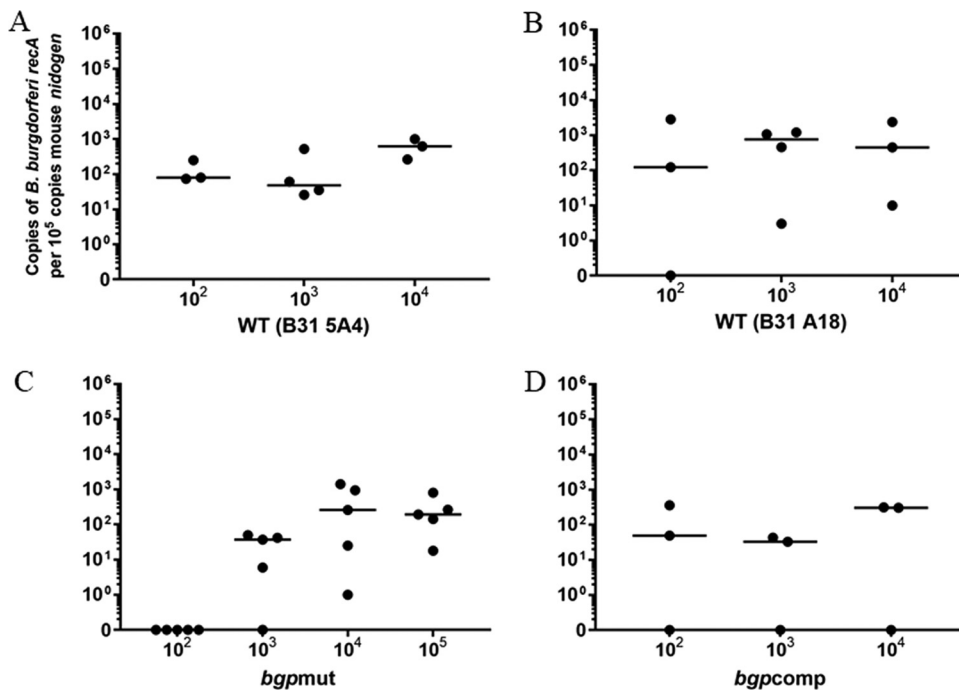 A
Copies of B. burgdorferi recA
per 10⁵ copies mouse nidogen
10⁶
10⁵
10⁴
10³
10²
10¹
10⁰
0
10² 10³ 10⁴
WT (B31 5A4)
B
10⁶
10⁵
10⁴
10³
10²
10¹
10⁰
0
10² 10³ 10⁴
WT (B31 A18)
C
10⁶
10⁵
10⁴
10³
10²
10¹
10⁰
0
10² 10³ 10⁴ 10⁵
bgpmut
D
10⁶
10⁵
10⁴
10³
10²
10¹
10⁰
0
10² 10³ 10⁴
bgpcomp